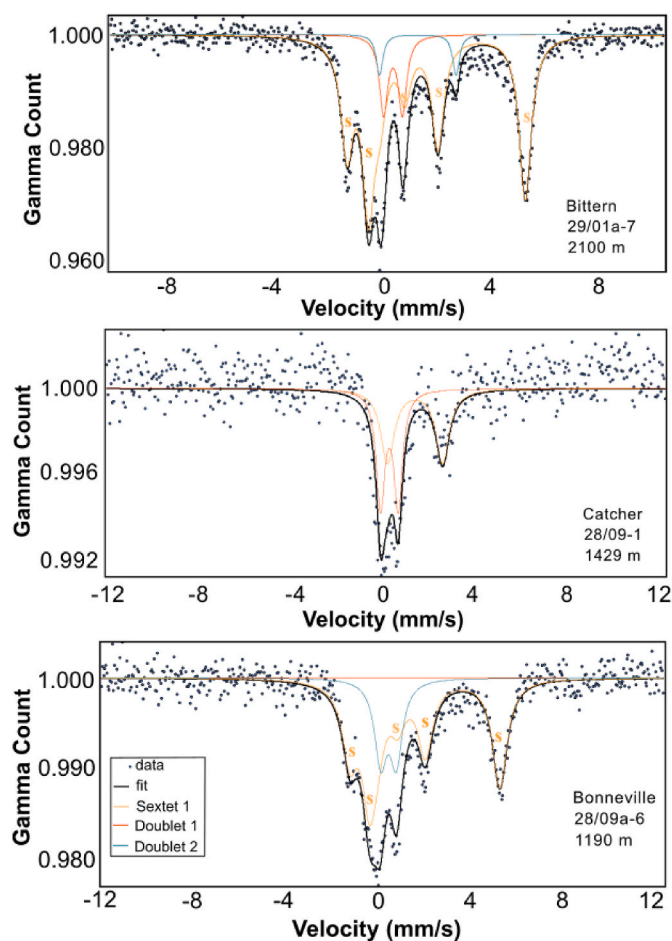 1.000
0.980
0.960
Gamma Count
S
S
S
S
S
Bittern
29/01a-7
2100 m
-8
-4
0
4
8
Velocity (mm/s)
1.000
0.996
0.992
Gamma Count
Catcher
28/09-1
1429 m
-12
-4
0
4
8
12
Velocity (mm/s)
1.000
0.990
0.980
Gamma Count
S
S
S
S
S
data
fit
Sextet 1
Doublet 1
Doublet 2
Bonneville
28/09a-6
1190 m
-12
-8
-4
0
4
8
12
Velocity (mm/s)